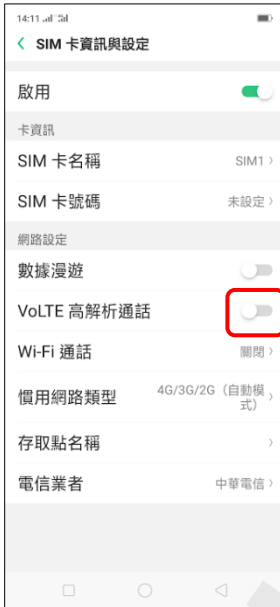 14:11
SIM 卡資訊與設定
啟用
卡資訊
SIM 卡名稱 SIM1
SIM 卡號碼 未設定
網路設定
數據漫遊
VoLTE 高解析通話
Wi-Fi 通話 關閉
慣用網路類型 4G/3G/2G（自動模
式）
存取點名稱
電信業者 中華電信